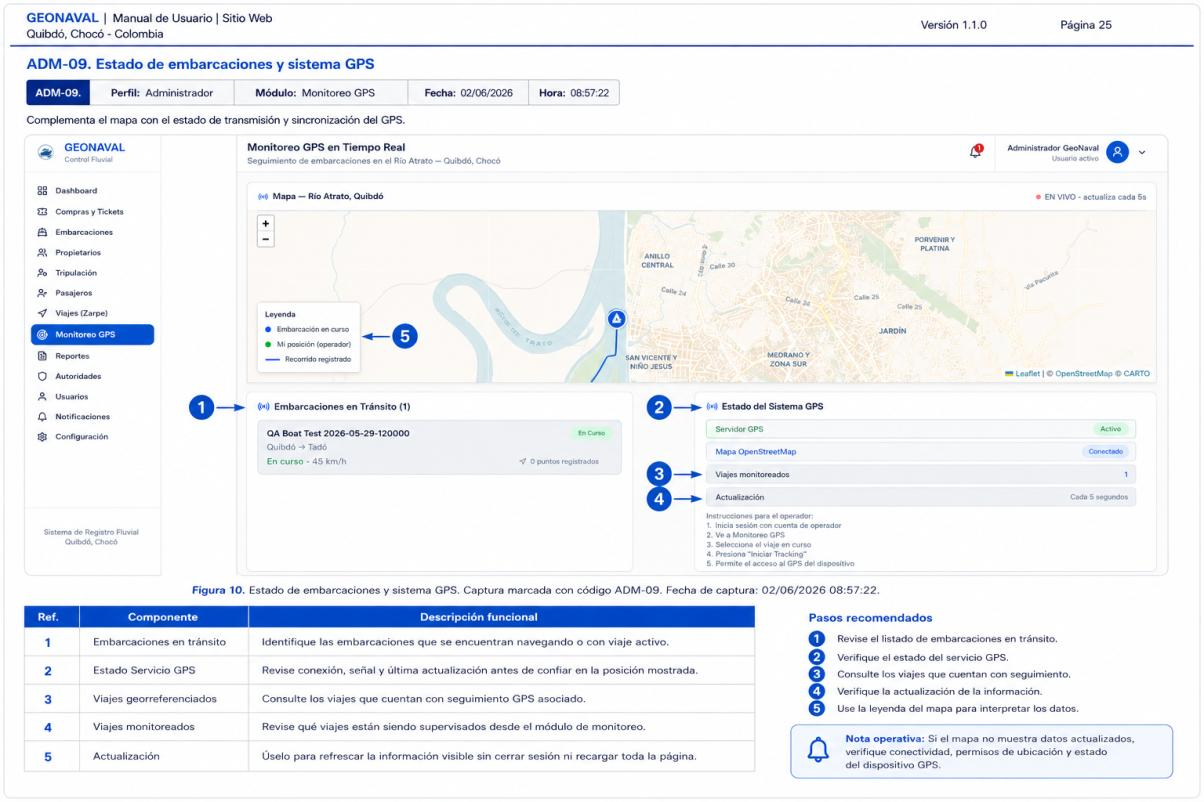 GEONAVAL | Manual de Usuario | Sitio Web
Quibdó, Chocó - Colombia
Versión 1.1.0
Página 25
ADM-09. Estado de embarcaciones y sistema GPS
ADM-09.
Perfil: Administrador
Módulo: Monitoreo GPS
Fecha: 02/06/2026
Hora: 08:57:22
Complementa el mapa con el estado de transmisión y sincronización del GPS.
GEONAVAL
Control Fluvial
Dashboard
Compras y Tickets
Embarcaciones
Propietarios
Tripulación
Pasajeros
Viajes (Zarpe)
Monitoreo GPS
Reportes
Autoridades
Usuarios
Notificaciones
Configuración
Sistema de Registro Fluvial
Quibdó, Chocó
Monitoreo GPS en Tiempo Real
Seguimiento de embarcaciones en el Río Atrato — Quibdó, Chocó
1
Administrador GeoNaval
Usuario activo
Mapa — Río Atrato, Quibdó
EN VIVO - actualiza cada 5s
+
−
ANILLO
CENTRAL
Calle 30
Calle 24
Calle 24
Calle 25
Calle 25
PORVENIR Y
PLATINA
Vía Pacurita
JARDÍN
MEDRANO Y
ZONA SUR
SAN VICENTE Y
NIÑO JESUS
Leyenda
Embarcación en curso
Mi posición (operador)
Recorrido registrado
5
Leaflet | © OpenStreetMap © CARTO
1
Embarcaciones en Tránsito (1)
QA Boat Test 2026-05-29-120000
En Curso
Quibdó → Tadó
En curso - 45 km/h
0 puntos registrados
2
Estado del Sistema GPS
Servidor GPS
Activo
Mapa OpenStreetMap
Conectado
3
Viajes monitoreados
1
4
Actualización
Cada 5 segundos
Instrucciones para el operador:
1. Inicia sesión con cuenta de operador
2. Ve a Monitoreo GPS
3. Selecciona el viaje en curso
4. Presiona "Iniciar Tracking"
5. Permite el acceso al GPS del dispositivo
Figura 10. Estado de embarcaciones y sistema GPS. Captura marcada con código ADM-09. Fecha de captura: 02/06/2026 08:57:22.
Ref. Componente Descripción funcional
1 Embarcaciones en tránsito Identifique las embarcaciones que se encuentran navegando o con viaje activo.
2 Estado Servicio GPS Revise conexión, señal y última actualización antes de confiar en la posición mostrada.
3 Viajes georreferenciados Consulte los viajes que cuentan con seguimiento GPS asociado.
4 Viajes monitoreados Revise qué viajes están siendo supervisados desde el módulo de monitoreo.
5 Actualización Úselo para refrescar la información visible sin cerrar sesión ni recargar toda la página.
Pasos recomendados
1 Revise el listado de embarcaciones en tránsito.
2 Verifique el estado del servicio GPS.
3 Consulte los viajes que cuentan con seguimiento.
4 Verifique la actualización de la información.
5 Use la leyenda del mapa para interpretar los datos.
Nota operativa: Si el mapa no muestra datos actualizados,
verifique conectividad, permisos de ubicación y estado
del dispositivo GPS.